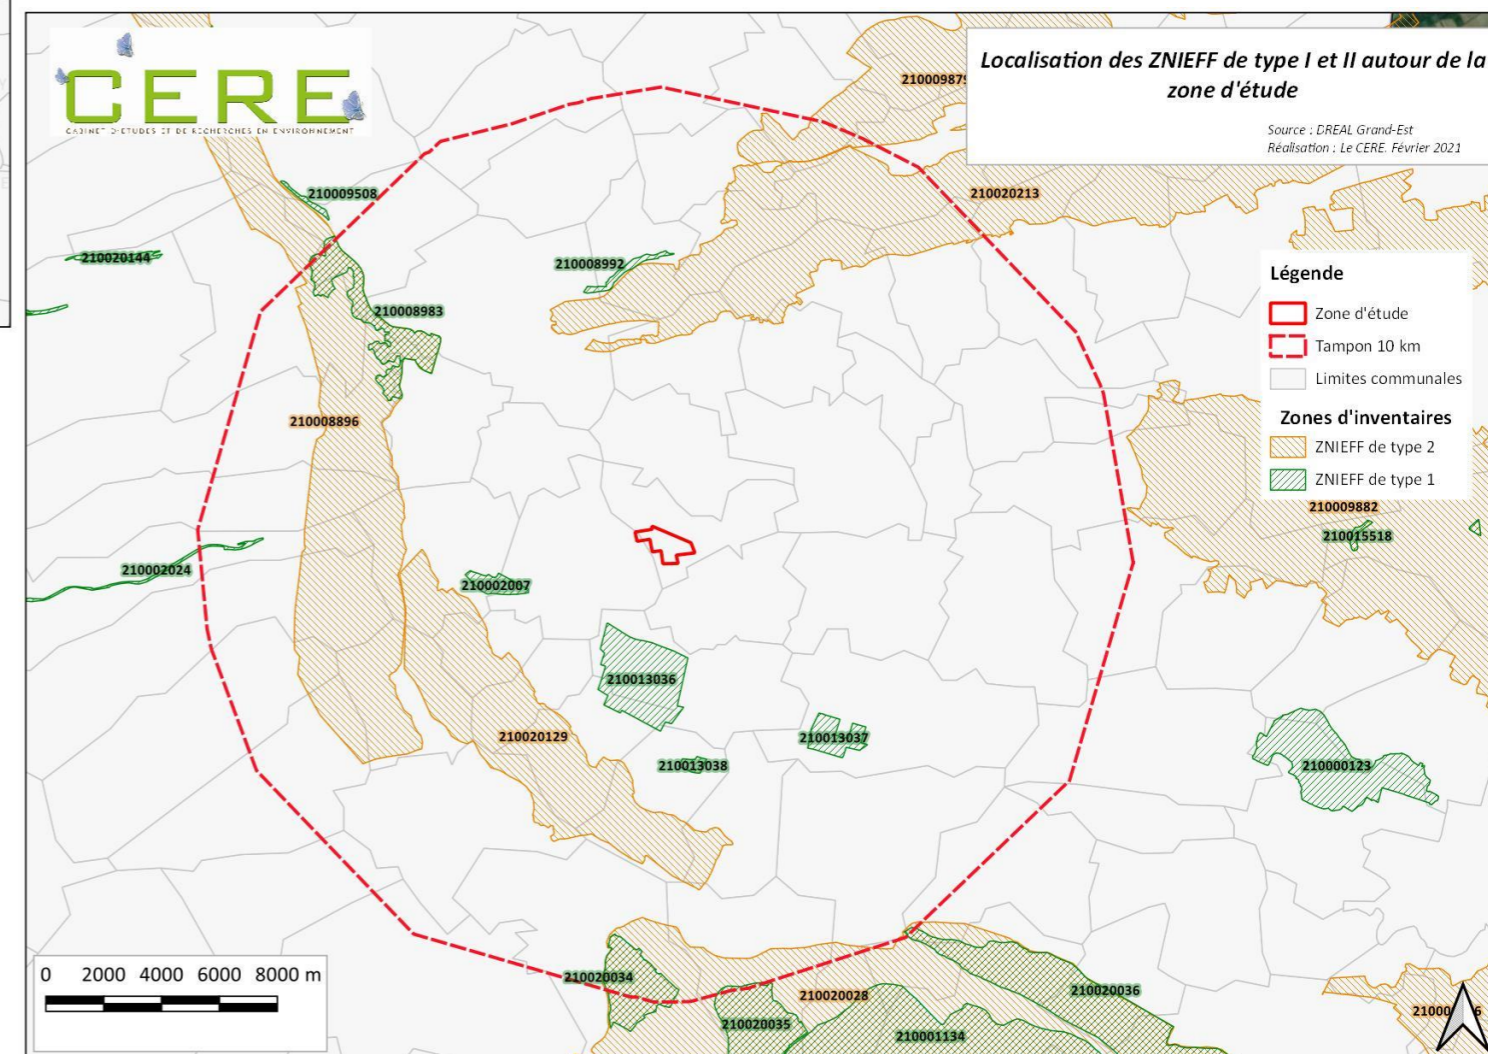 CERE
CABINET D'ETUDES ET DE RECHERCHES EN ENVIRONNEMENT
Localisation des ZNIEFF de type I et II autour de la
zone d'étude
Source : DREAL Grand-Est
Réalisation : Le CERE. Février 2021
210009879
210009508
210020213
210020144
210008992
210008983
210008896
Légende
Zone d'étude
Tampon 10 km
Limites communales
Zones d'inventaires
ZNIEFF de type 2
ZNIEFF de type 1
210009882
210015518
210002024
210002007
210013036
210020129
210013037
210013038
210000123
210020034
210020028
210020036
210020035
210001134
0 2000 4000 6000 8000 m